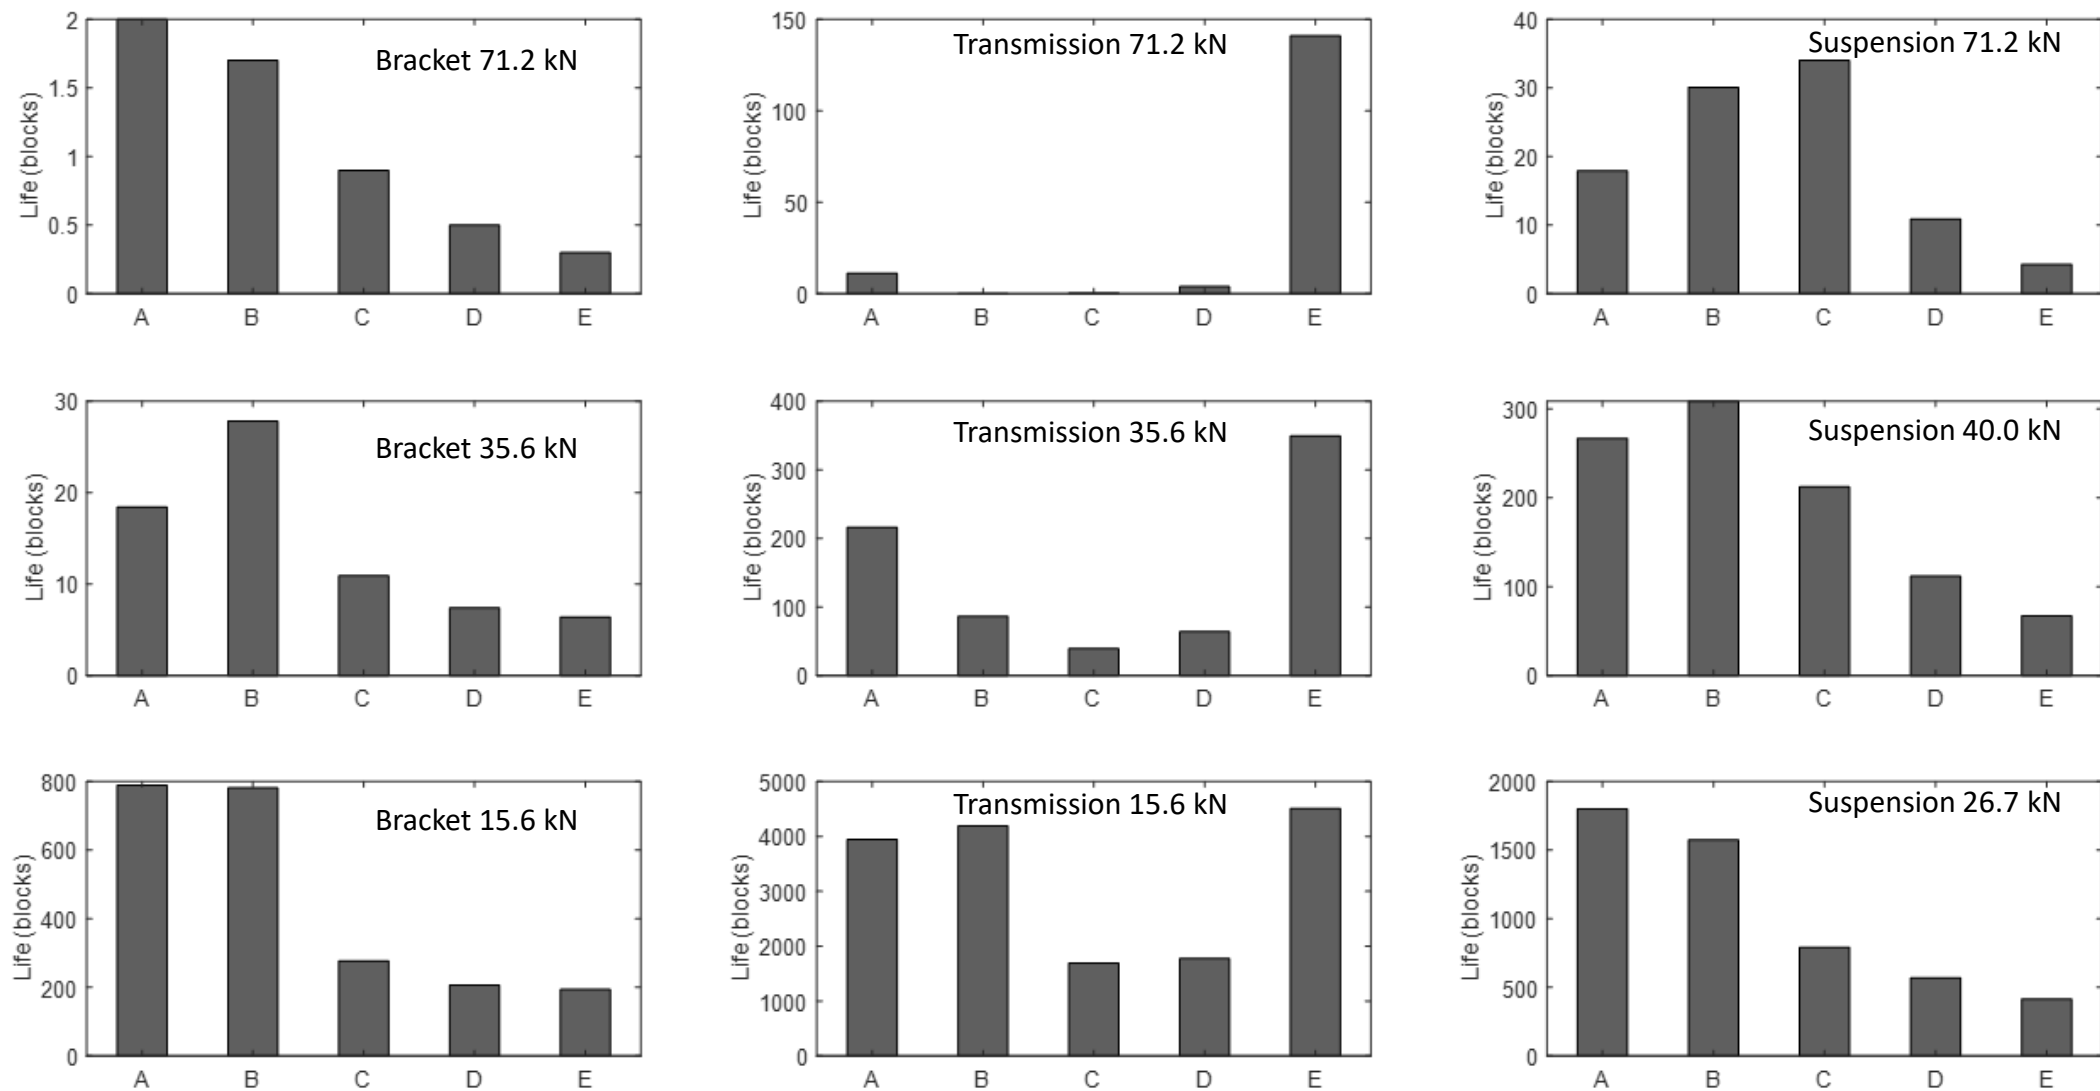 Bracket 71.2 kN
Life (blocks)
2
1.5
1
0.5
0
A B C D E
Transmission 71.2 kN
Life (blocks)
150
100
50
0
A B C D E
Suspension 71.2 kN
Life (blocks)
40
30
20
10
0
A B C D E
Bracket 35.6 kN
Life (blocks)
30
20
10
0
A B C D E
Transmission 35.6 kN
Life (blocks)
400
300
200
100
0
A B C D E
Suspension 40.0 kN
Life (blocks)
300
200
100
0
A B C D E
Bracket 15.6 kN
Life (blocks)
800
600
400
200
0
A B C D E
Transmission 15.6 kN
Life (blocks)
5000
4000
3000
2000
1000
0
A B C D E
Suspension 26.7 kN
Life (blocks)
2000
1500
1000
500
0
A B C D E